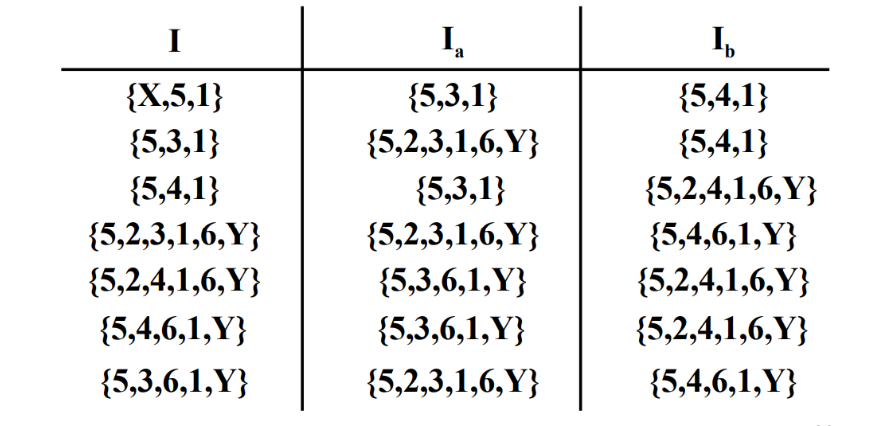 I I_a I_b
{X,5,1} {5,3,1} {5,4,1}
{5,3,1} {5,2,3,1,6,Y} {5,4,1}
{5,4,1} {5,3,1} {5,2,4,1,6,Y}
{5,2,3,1,6,Y} {5,2,3,1,6,Y} {5,4,6,1,Y}
{5,2,4,1,6,Y} {5,3,6,1,Y} {5,2,4,1,6,Y}
{5,4,6,1,Y} {5,3,6,1,Y} {5,2,4,1,6,Y}
{5,3,6,1,Y} {5,2,3,1,6,Y} {5,4,6,1,Y}